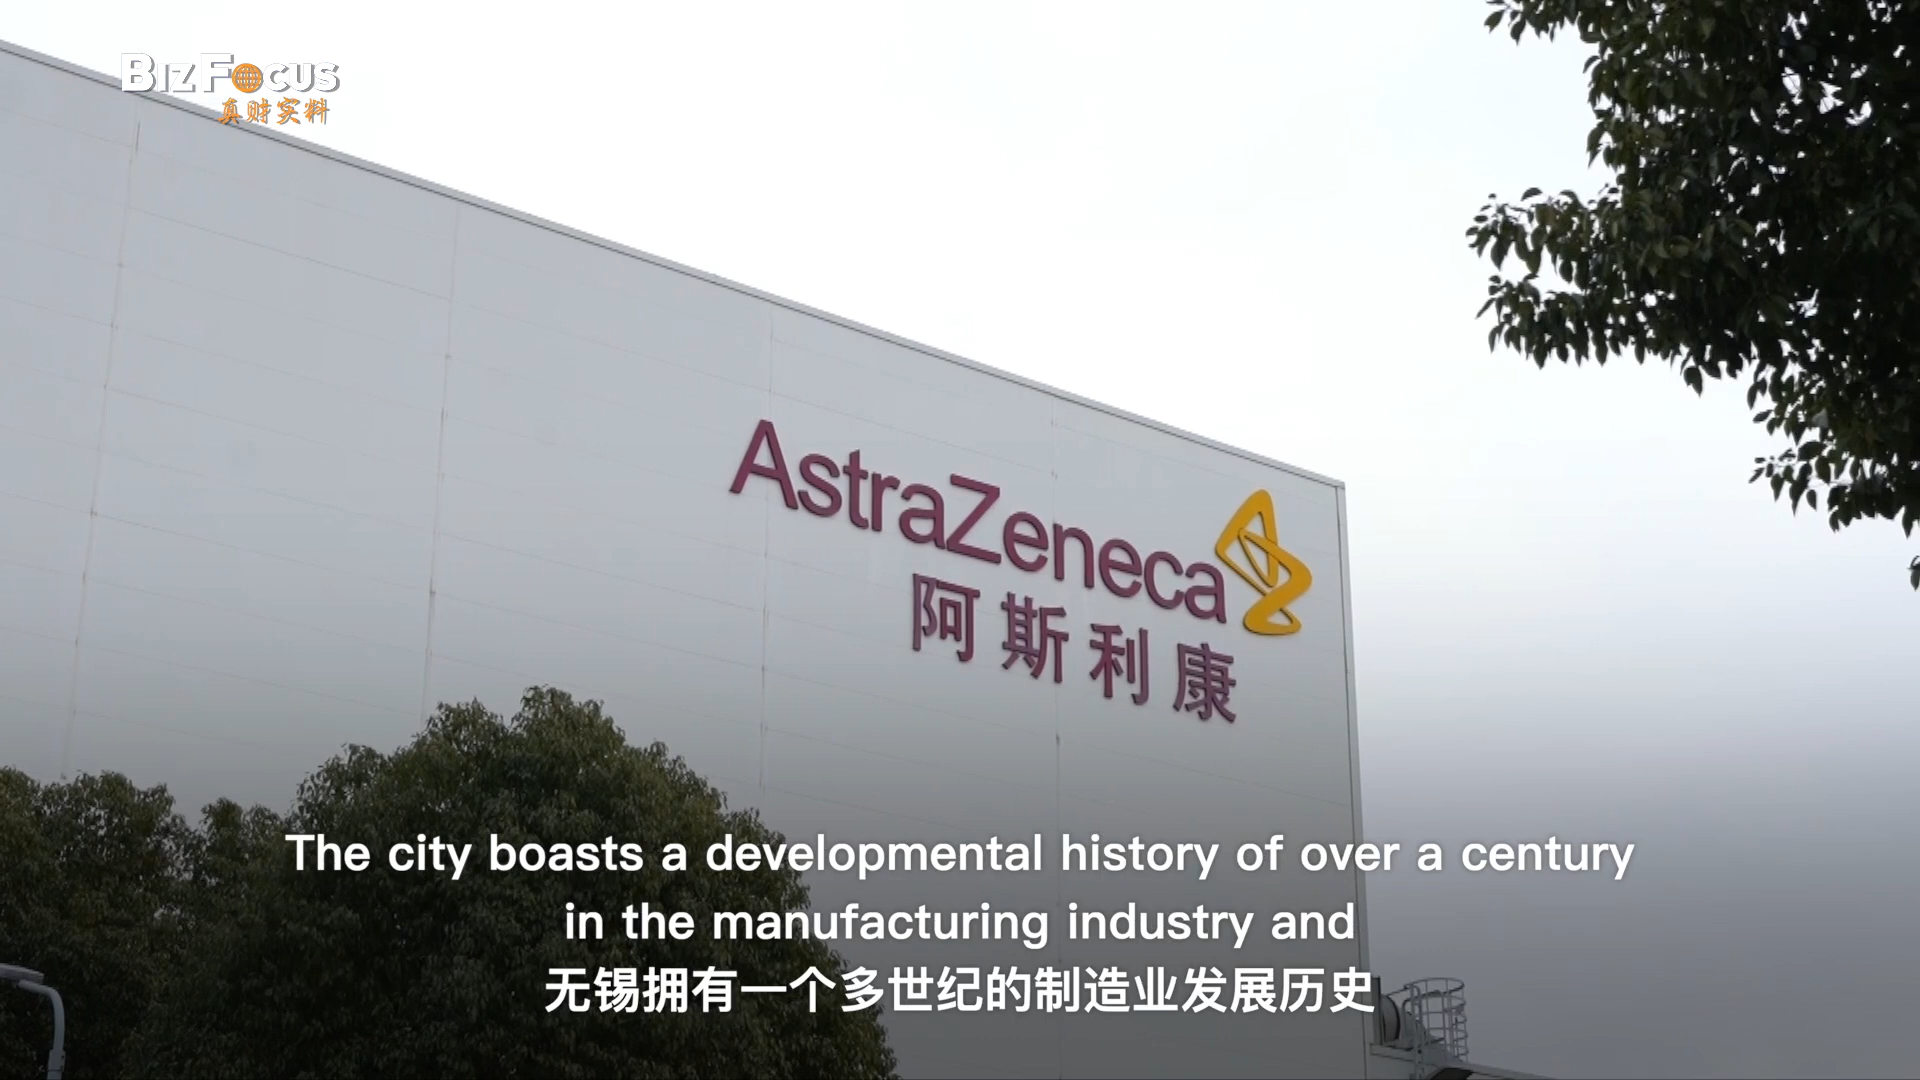 BIZFOCUS
真财实料
AstraZeneca
阿斯利康
The city boasts a developmental history of over a century
in the manufacturing industry and
无锡拥有一个多世纪的制造业发展历史